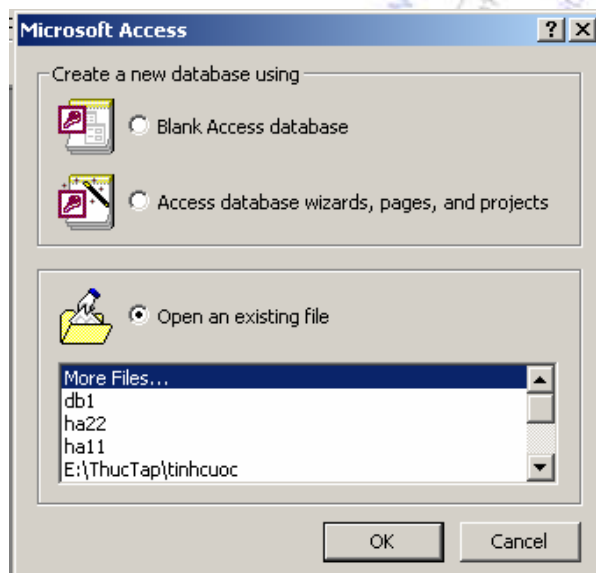 Microsoft Access
Create a new database using
Blank Access database
Access database wizards, pages, and projects
Open an existing file
More Files...
db1
ha22
ha11
E:\ThucTap\tinhcuoc
OK
Cancel